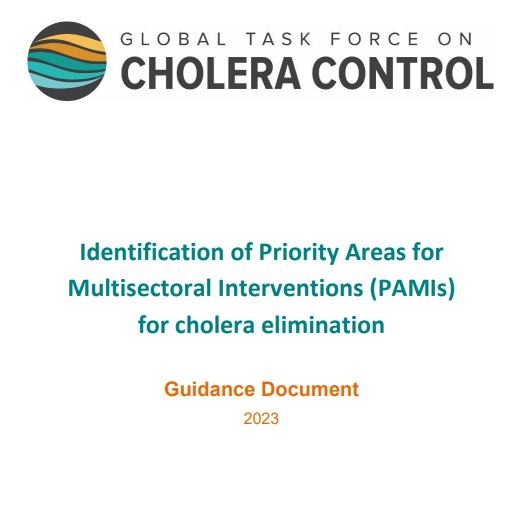 GLOBAL TASK FORCE ON
CHOLERA CONTROL
Identification of Priority Areas for
Multisectoral Interventions (PAMIs)
for cholera elimination
Guidance Document
2023